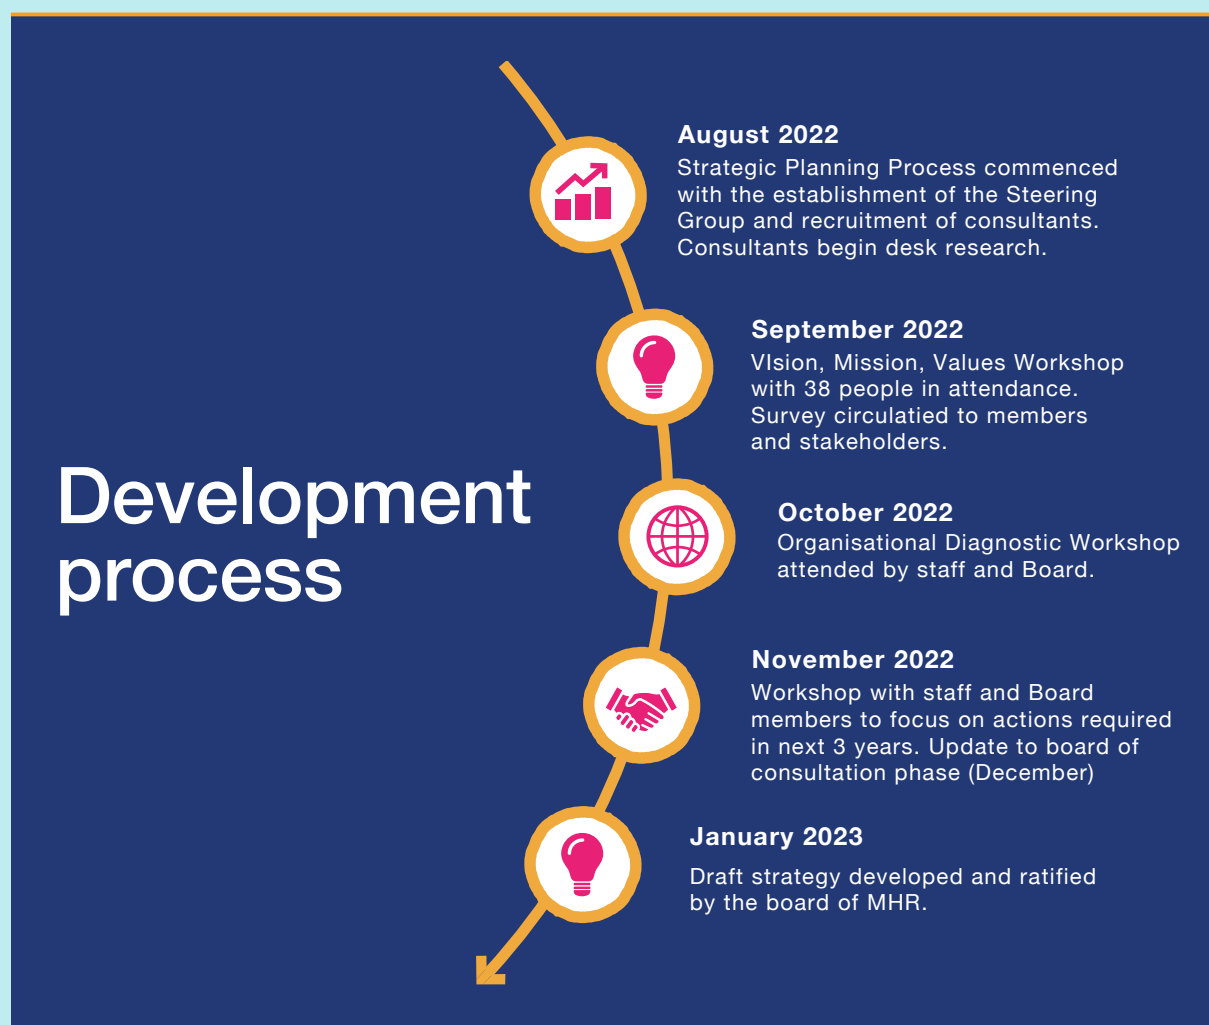 Development
process
August 2022
Strategic Planning Process commenced
with the establishment of the Steering
Group and recruitment of consultants.
Consultants begin desk research.
September 2022
VIsion, Mission, Values Workshop
with 38 people in attendance.
Survey circulatied to members
and stakeholders.
October 2022
Organisational Diagnostic Workshop
attended by staff and Board.
November 2022
Workshop with staff and Board
members to focus on actions required
in next 3 years. Update to board of
consultation phase (December)
January 2023
Draft strategy developed and ratified
by the board of MHR.